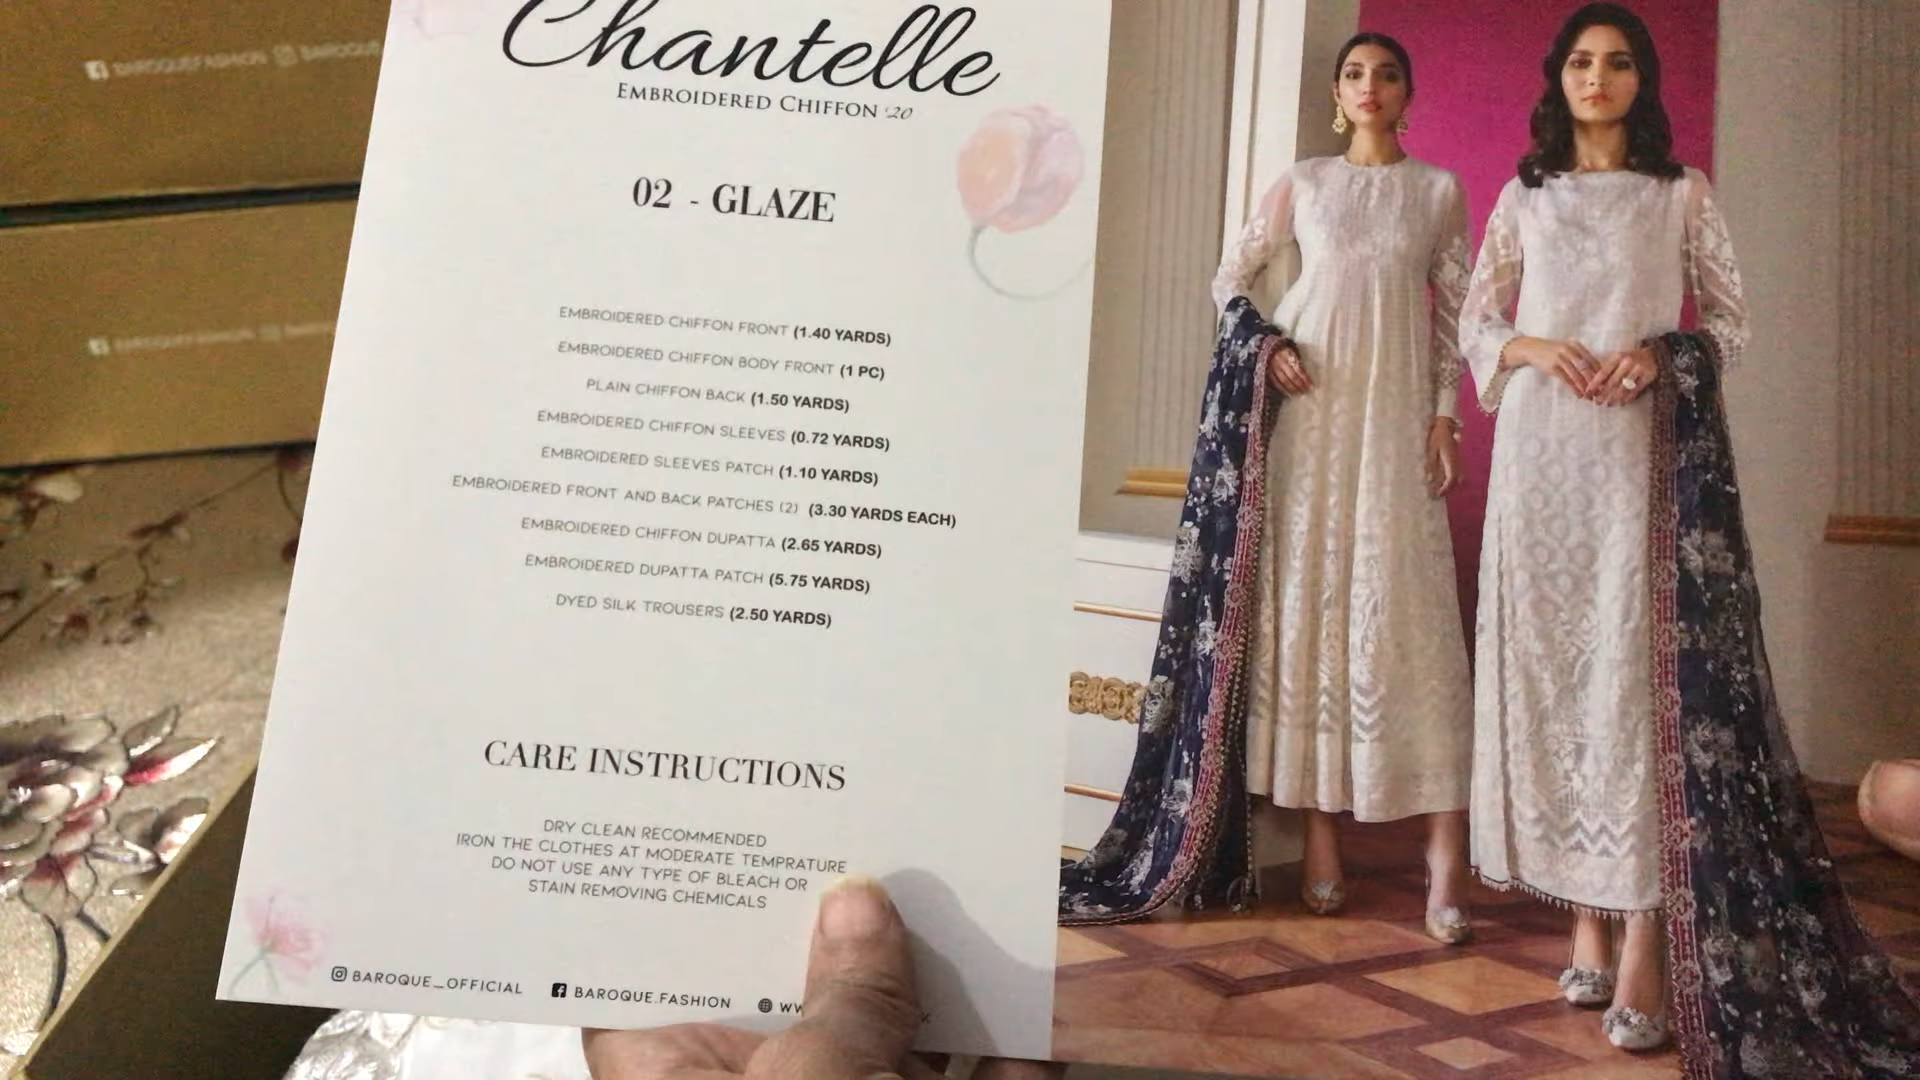 BAROQUEFASHION BAROQUE
Chantelle
EMBROIDERED CHIFFON '20
02 - GLAZE
EMBROIDERED CHIFFON FRONT (1.40 YARDS)
EMBROIDERED CHIFFON BODY FRONT (1 PC)
PLAIN CHIFFON BACK (1.50 YARDS)
EMBROIDERED CHIFFON SLEEVES (0.72 YARDS)
EMBROIDERED SLEEVES PATCH (1.10 YARDS)
EMBROIDERED FRONT AND BACK PATCHES (2) (3.30 YARDS EACH)
EMBROIDERED CHIFFON DUPATTA (2.65 YARDS)
EMBROIDERED DUPATTA PATCH (5.75 YARDS)
DYED SILK TROUSERS (2.50 YARDS)
CARE INSTRUCTIONS
DRY CLEAN RECOMMENDED
IRON THE CLOTHES AT MODERATE TEMPRATURE
DO NOT USE ANY TYPE OF BLEACH OR
STAIN REMOVING CHEMICALS
BAROQUE_OFFICIAL BAROQUE.FASHION